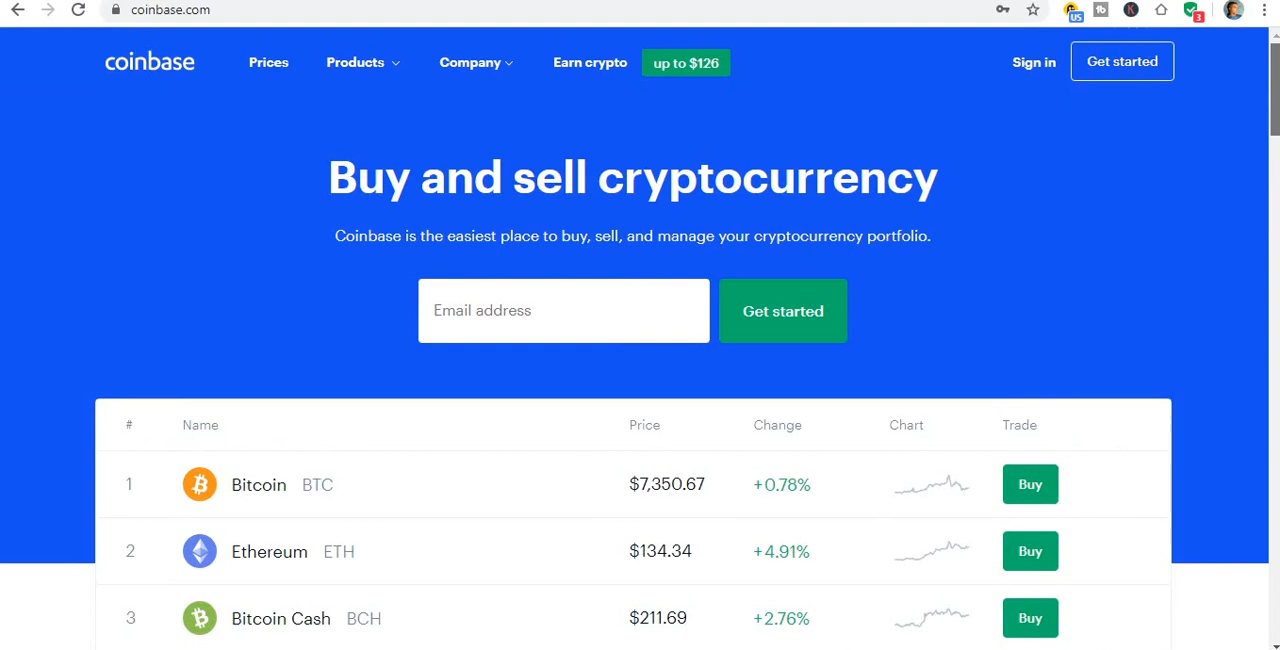 coinbase.com
US
tb
K
3
coinbase Prices Products Company Earn crypto up to $126 Sign in Get started
Buy and sell cryptocurrency
Coinbase is the easiest place to buy, sell, and manage your cryptocurrency portfolio.
Email address Get started
# Name Price Change Chart Trade
1 Bitcoin BTC $7,350.67 +0.78% Buy
2 Ethereum ETH $134.34 +4.91% Buy
3 Bitcoin Cash BCH $211.69 +2.76% Buy